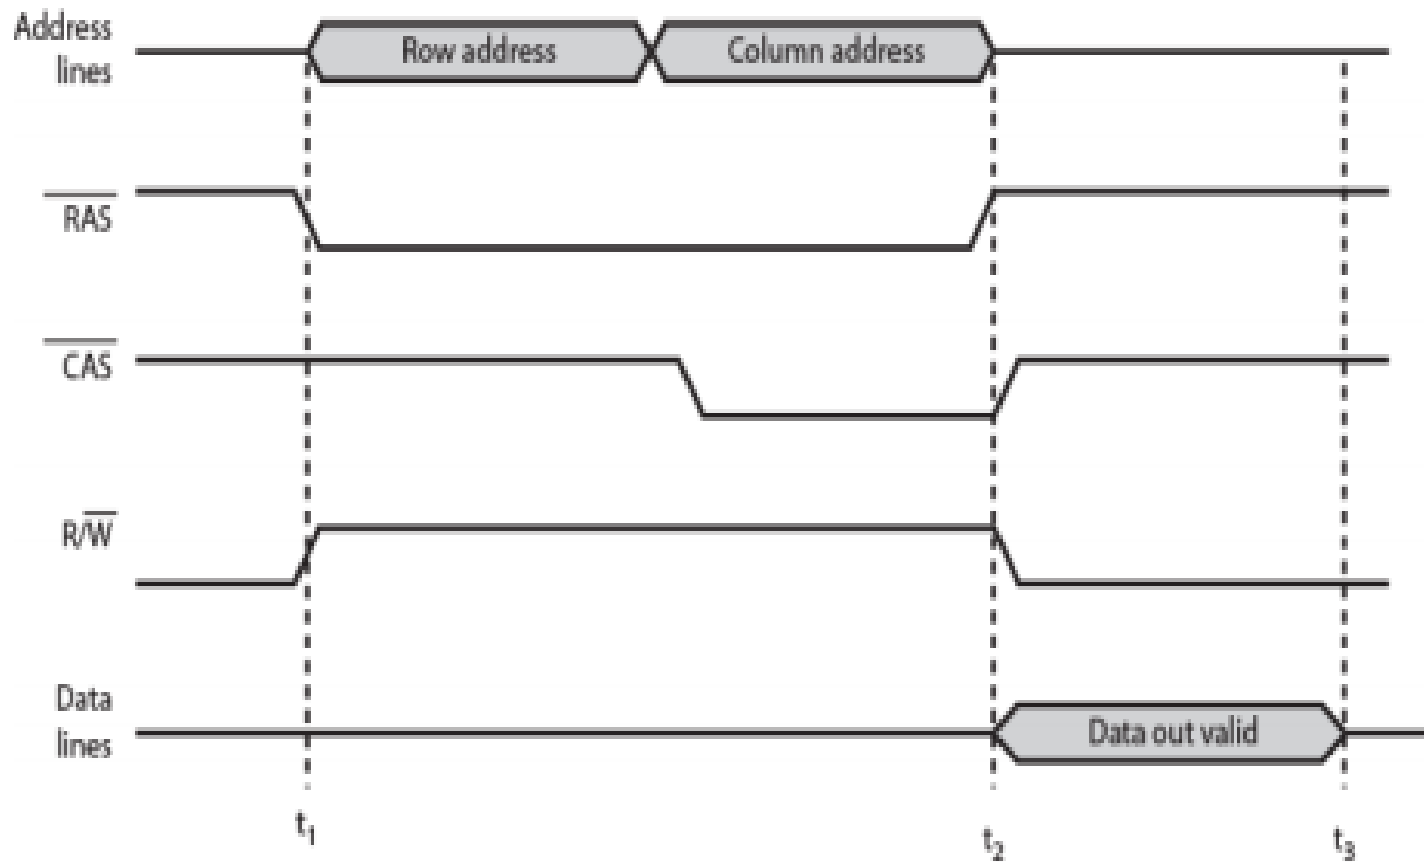 Address
lines
Row address
Column address
RAS
CAS
R/W
Data
lines
Data out valid
t1
t2
t3